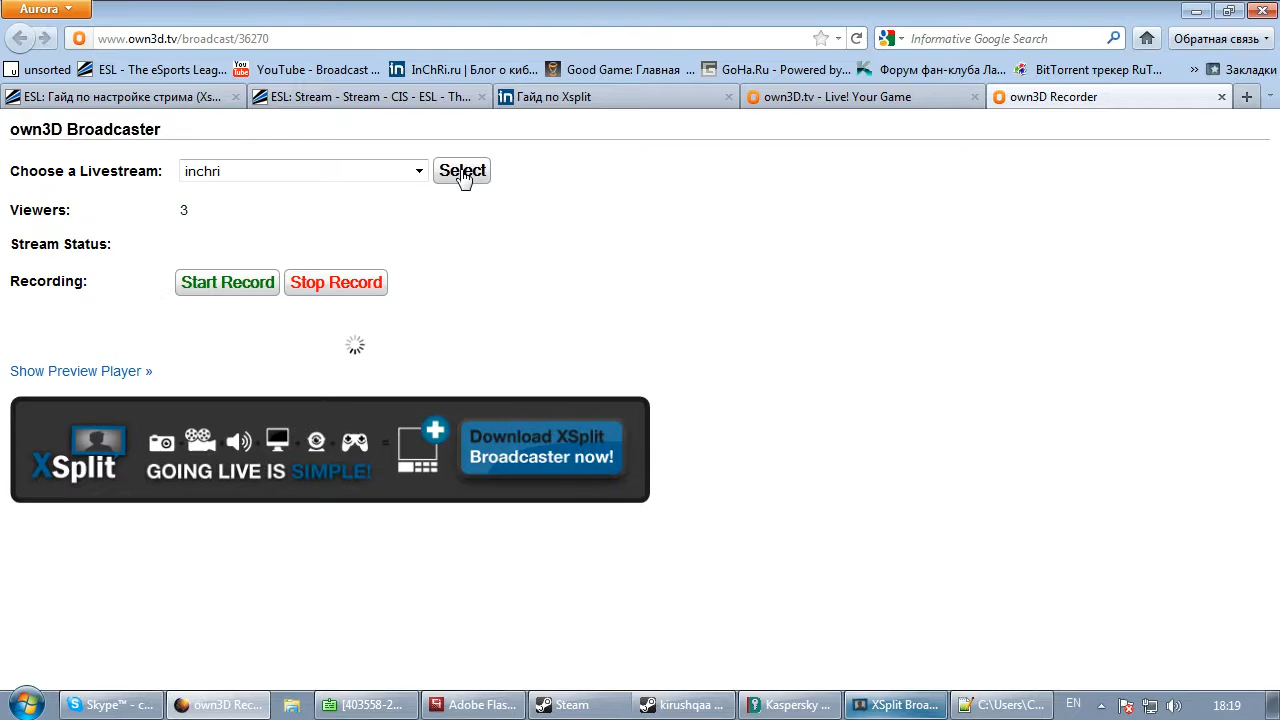 Aurora
www.own3d.tv/broadcast/36270
Informative Google Search
Обратная связь
unsorted
ESL - The eSports Leag...
YouTube - Broadcast ...
InChRi.ru | Блог о киб...
Good Game: Главная ...
GoHa.Ru - Powered by...
Форум фан-клуба Ла...
BitTorrent трекер RuT...
»
Закладки
ESL: Гайд по настройке стрима (Xs...
ESL: Stream - Stream - CIS - ESL - Th...
Гайд по Xsplit
own3D.tv - Live! Your Game
own3D Recorder
own3D Broadcaster
Choose a Livestream: inchri Select
Viewers: 3
Stream Status:
Recording: Start Record Stop Record
Show Preview Player »
XSplit
GOING LIVE IS SIMPLE!
Download XSplit
Broadcaster now!
Skype™ - c...
own3D Rec...
[403558-2...
Adobe Flas...
Steam
kirushqaa ...
Kaspersky ...
XSplit Broa...
C:\Users\C...
EN
18:19